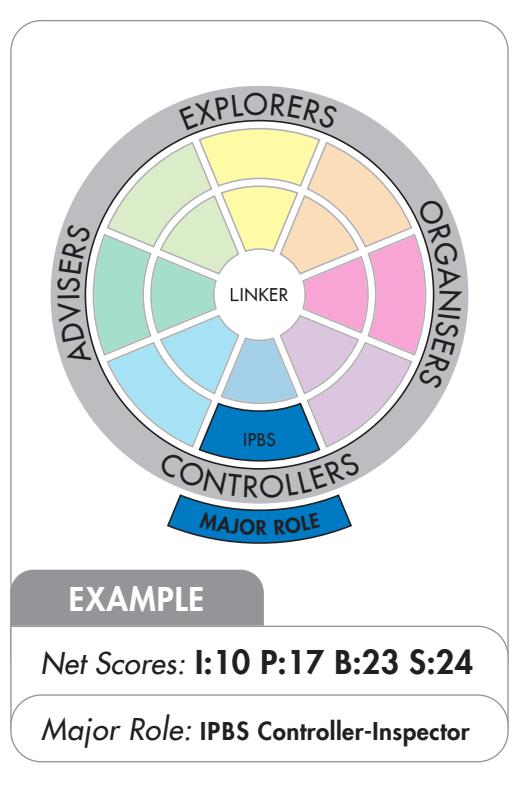 EXPLORERS
ADVISERS
ORGANISERS
LINKER
IPBS
CONTROLLERS
MAJOR ROLE
EXAMPLE
Net Scores: I:10 P:17 B:23 S:24
Major Role: IPBS Controller-Inspector